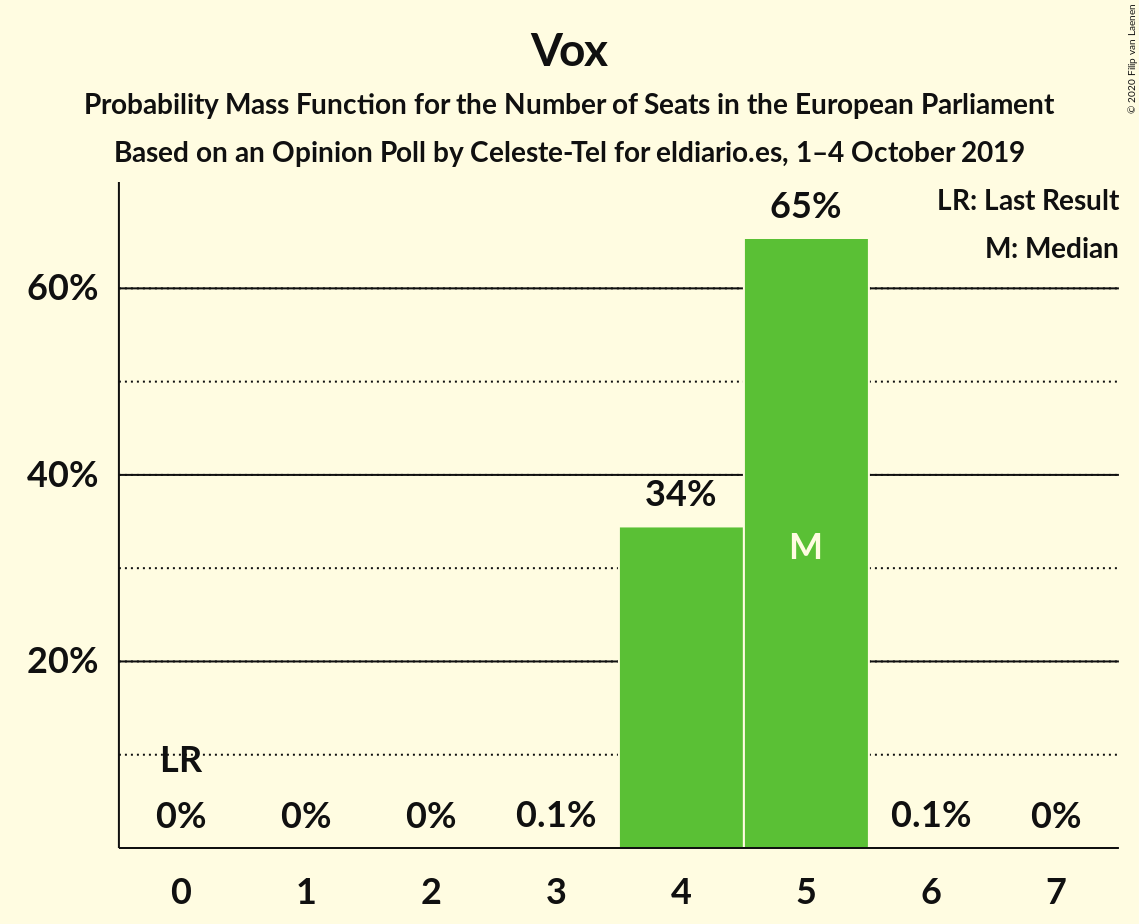 Vox
Probability Mass Function for the Number of Seats in the European Parliament
Based on an Opinion Poll by Celeste-Tel for eldiario.es, 1–4 October 2019
© 2020 Filip van Laenen
LR: Last Result
M: Median
65%
60%
40%
34%
M
20%
LR
0% 0% 0% 0.1% 0.1% 0%
0 1 2 3 4 5 6 7